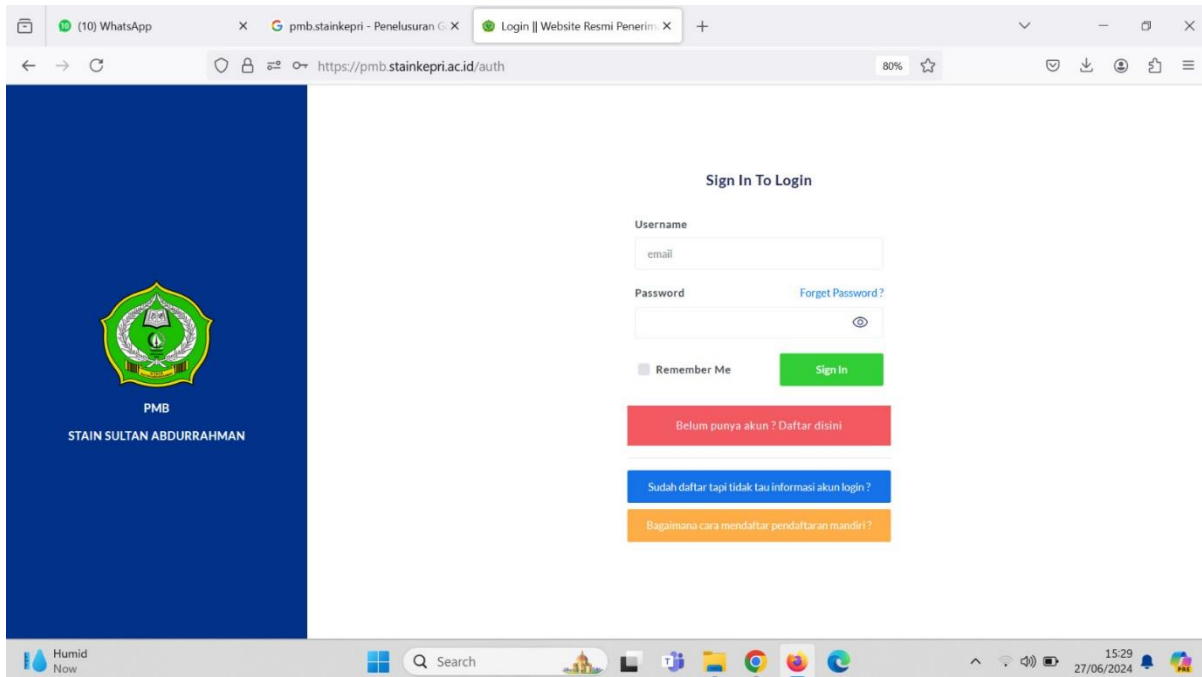 (10) WhatsApp
pmb.stainkepri - Penelusuran G
Login || Website Resmi Penerim
https://pmb.stainkepri.ac.id/auth
80%
Sign In To Login
Username
email
Password
Forget Password ?
Remember Me
Sign In
PMB
STAIN SULTAN ABDURRAHMAN
Belum punya akun ? Daftar disini
Sudah daftar tapi tidak tau informasi akun login ?
Bagaimana cara mendaftar pendaftaran mandiri ?
Humid
Now
Search
15:29
27/06/2024
PRE